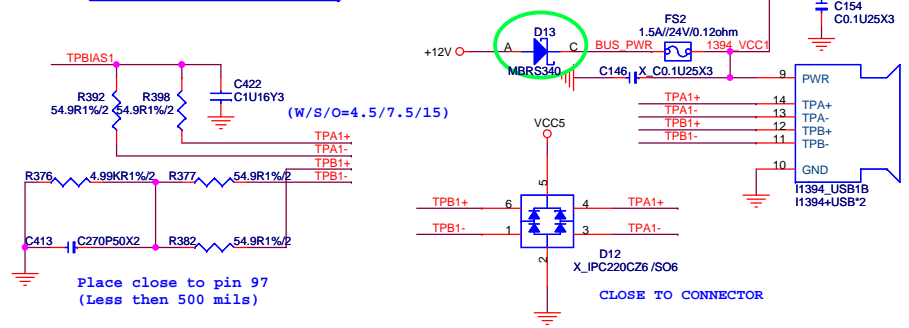 C154
C0.1U25X3
D13
FS2
1.5A//24V/0.12ohm
+12V
A
C
BUS_PWR
1394_VCC1
MBRS340
C146
X_C0.1U25X3
TPBIAS1
R392
54.9R1%/2
R398
54.9R1%/2
C422
C1U16Y3
(W/S/O=4.5/7.5/15)
TPA1+
TPA1-
TPB1+
TPB1-
R376
4.99KR1%/2
R377
54.9R1%/2
C413
C270P50X2
R382
54.9R1%/2
Place close to pin 97
(Less then 500 mils)
VCC5
5
TPB1+
6
4
TPA1+
TPB1-
1
3
TPA1-
2
D12
X_IPC220CZ6 /SO6
CLOSE TO CONNECTOR
9
PWR
TPA1+
14
TPA+
TPA1-
13
TPA-
TPB1+
12
TPB+
TPB1-
11
TPB-
10
GND
I1394_USB1B
I1394+USB*2